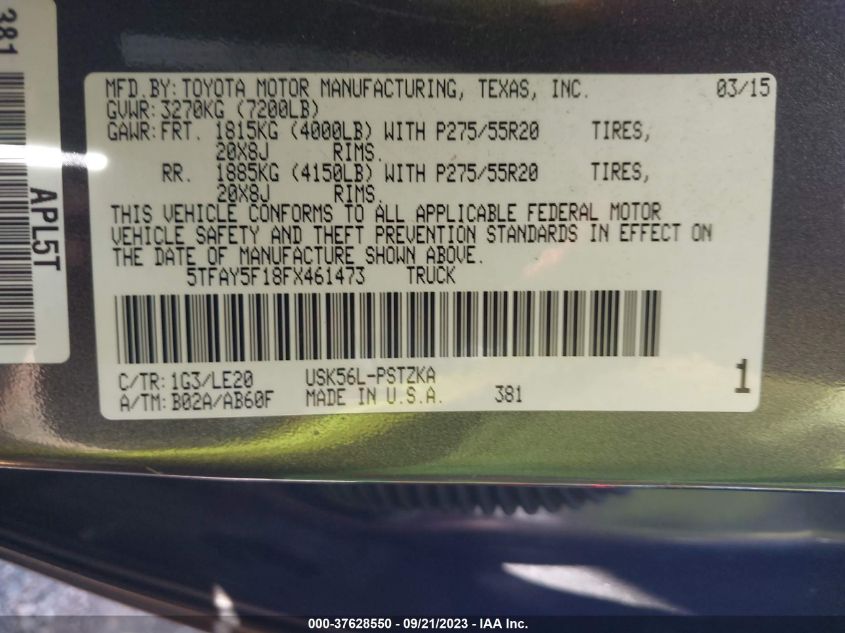 381
APL5T
MFD.BY: TOYOTA MOTOR MANUFACTURING, TEXAS, INC. 03/15
GVWR: 3270KG (7200LB)
GAWR: FRT. 1815KG (4000LB) WITH P275/55R20 TIRES,
20X8J RIMS.
RR. 1885KG (4150LB) WITH P275/55R20 TIRES,
20X8J RIMS.
THIS VEHICLE CONFORMS TO ALL APPLICABLE FEDERAL MOTOR
VEHICLE SAFETY AND THEFT PREVENTION STANDARDS IN EFFECT ON
THE DATE OF MANUFACTURE SHOWN ABOVE.
5TFAY5F18FX461473 TRUCK
C/TR: 1G3/LE20 USK56L-PSTZKA 1
A/TM: B02A/AB60F MADE IN U.S.A. 381
000-37628550 - 09/21/2023 - IAA Inc.